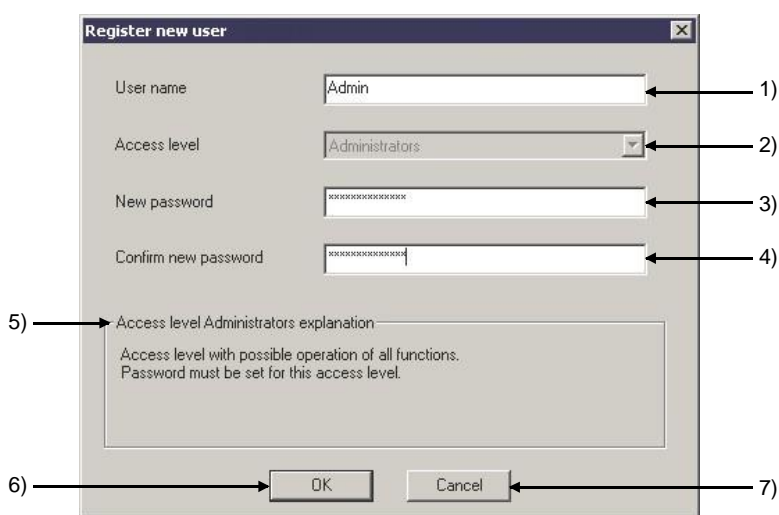 Register new user
User name
Admin
1)
Access level
Administrators
2)
New password
**************
3)
Confirm new password
**************
4)
5)
Access level Administrators explanation
Access level with possible operation of all functions.
Password must be set for this access level.
6)
OK
Cancel
7)